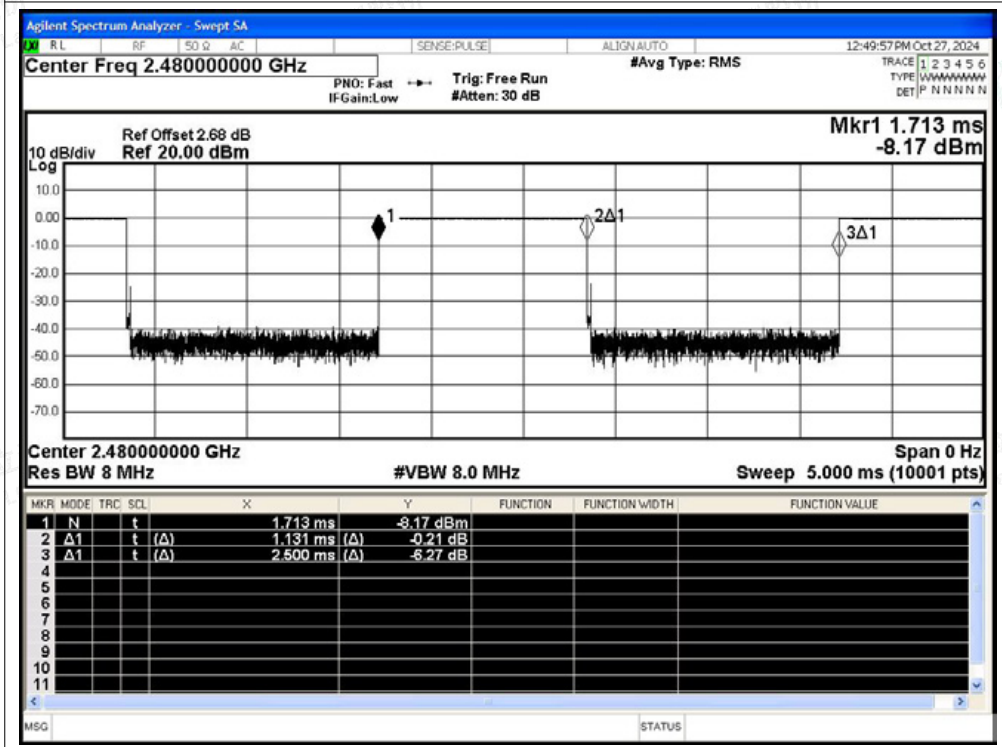 Agilent Spectrum Analyzer - Swept SA
RL RF 50 Ω AC SENSE:PULSE ALIGN AUTO 12:49:57 PM Oct 27, 2024
Center Freq 2.480000000 GHz #Avg Type: RMS TRACE 1 2 3 4 5 6
PNO: Fast Trig: Free Run TYPE WWWWWW
IFGain:Low #Atten: 30 dB DET P N N N N N
Mkr1 1.713 ms
Ref Offset 2.68 dB
10 dB/div Ref 20.00 dBm -8.17 dBm
Log
10.0
0.00 1 2Δ1
3Δ1
-10.0
-20.0
-30.0
-40.0
-50.0
-60.0
-70.0
Center 2.480000000 GHz Span 0 Hz
Res BW 8 MHz #VBW 8.0 MHz Sweep 5.000 ms (10001 pts)
MKR MODE TRC SCL X Y FUNCTION FUNCTION WIDTH FUNCTION VALUE
1 N t 1.713 ms -8.17 dBm
2 Δ1 t (Δ) 1.131 ms (Δ) -0.21 dB
3 Δ1 t (Δ) 2.500 ms (Δ) -6.27 dB
4
5
6
7
8
9
10
11
MSG STATUS